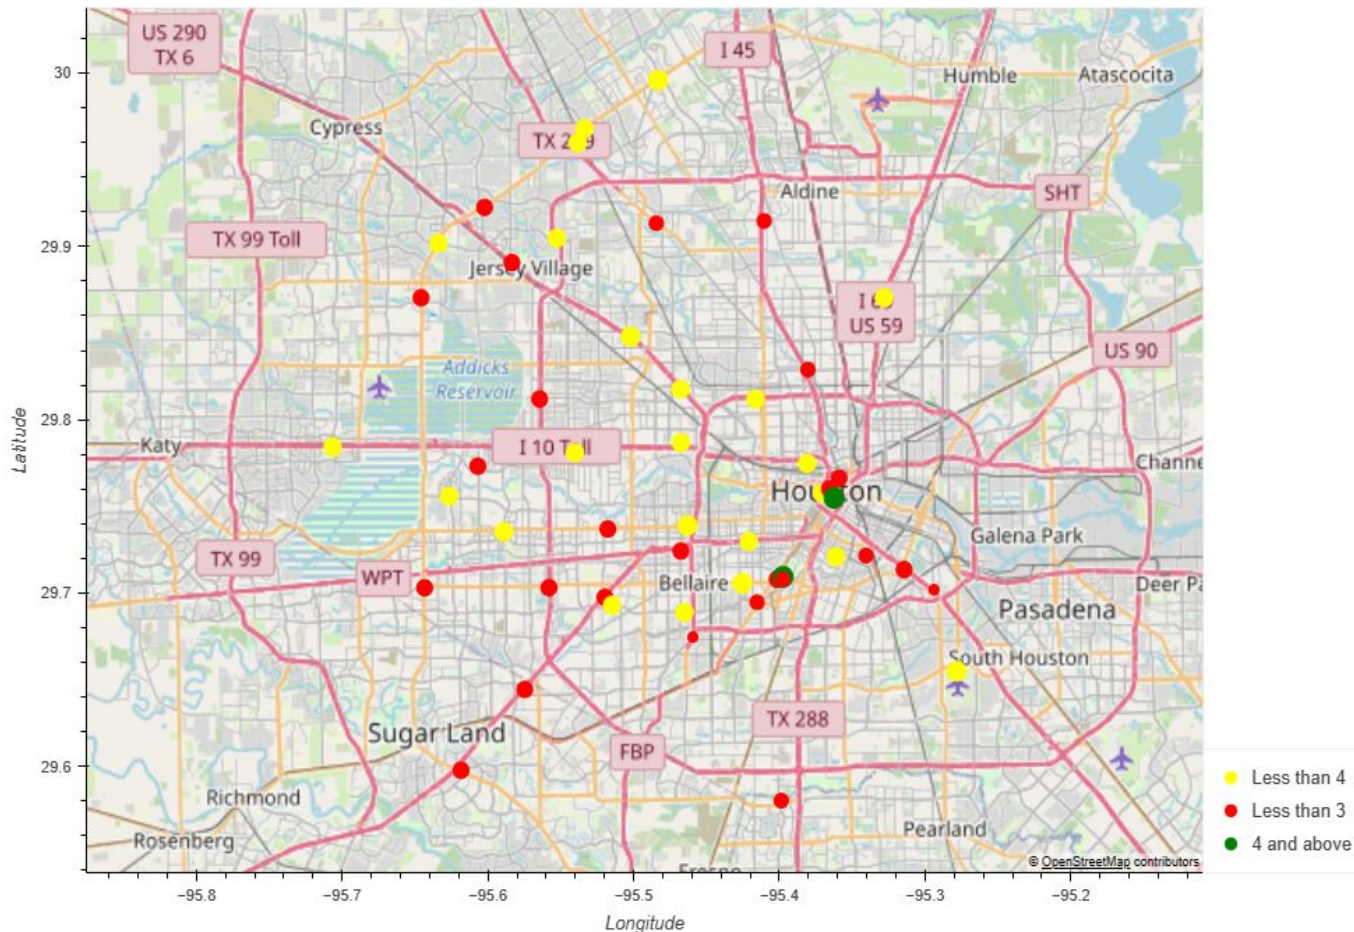 US 290
TX 6
I 45
Humble
Atascocita
Cypress
Aldine
SHT
TX 99 Toll
Jersey Village
US 59
US 90
Addicks
Reservoir
Katy
Houston
Galena Park
TX 99
WPT
Bellaire
Deer
Pasadena
South Houston
Sugar Land
TX 288
FBP
Richmond
Rosenberg
Pearland
© OpenStreetMap contributors
30
29.9
29.8
29.7
29.6
Latitude
−95.8
−95.7
−95.6
−95.5
−95.4
−95.3
−95.2
Longitude
Less than 4
Less than 3
4 and above